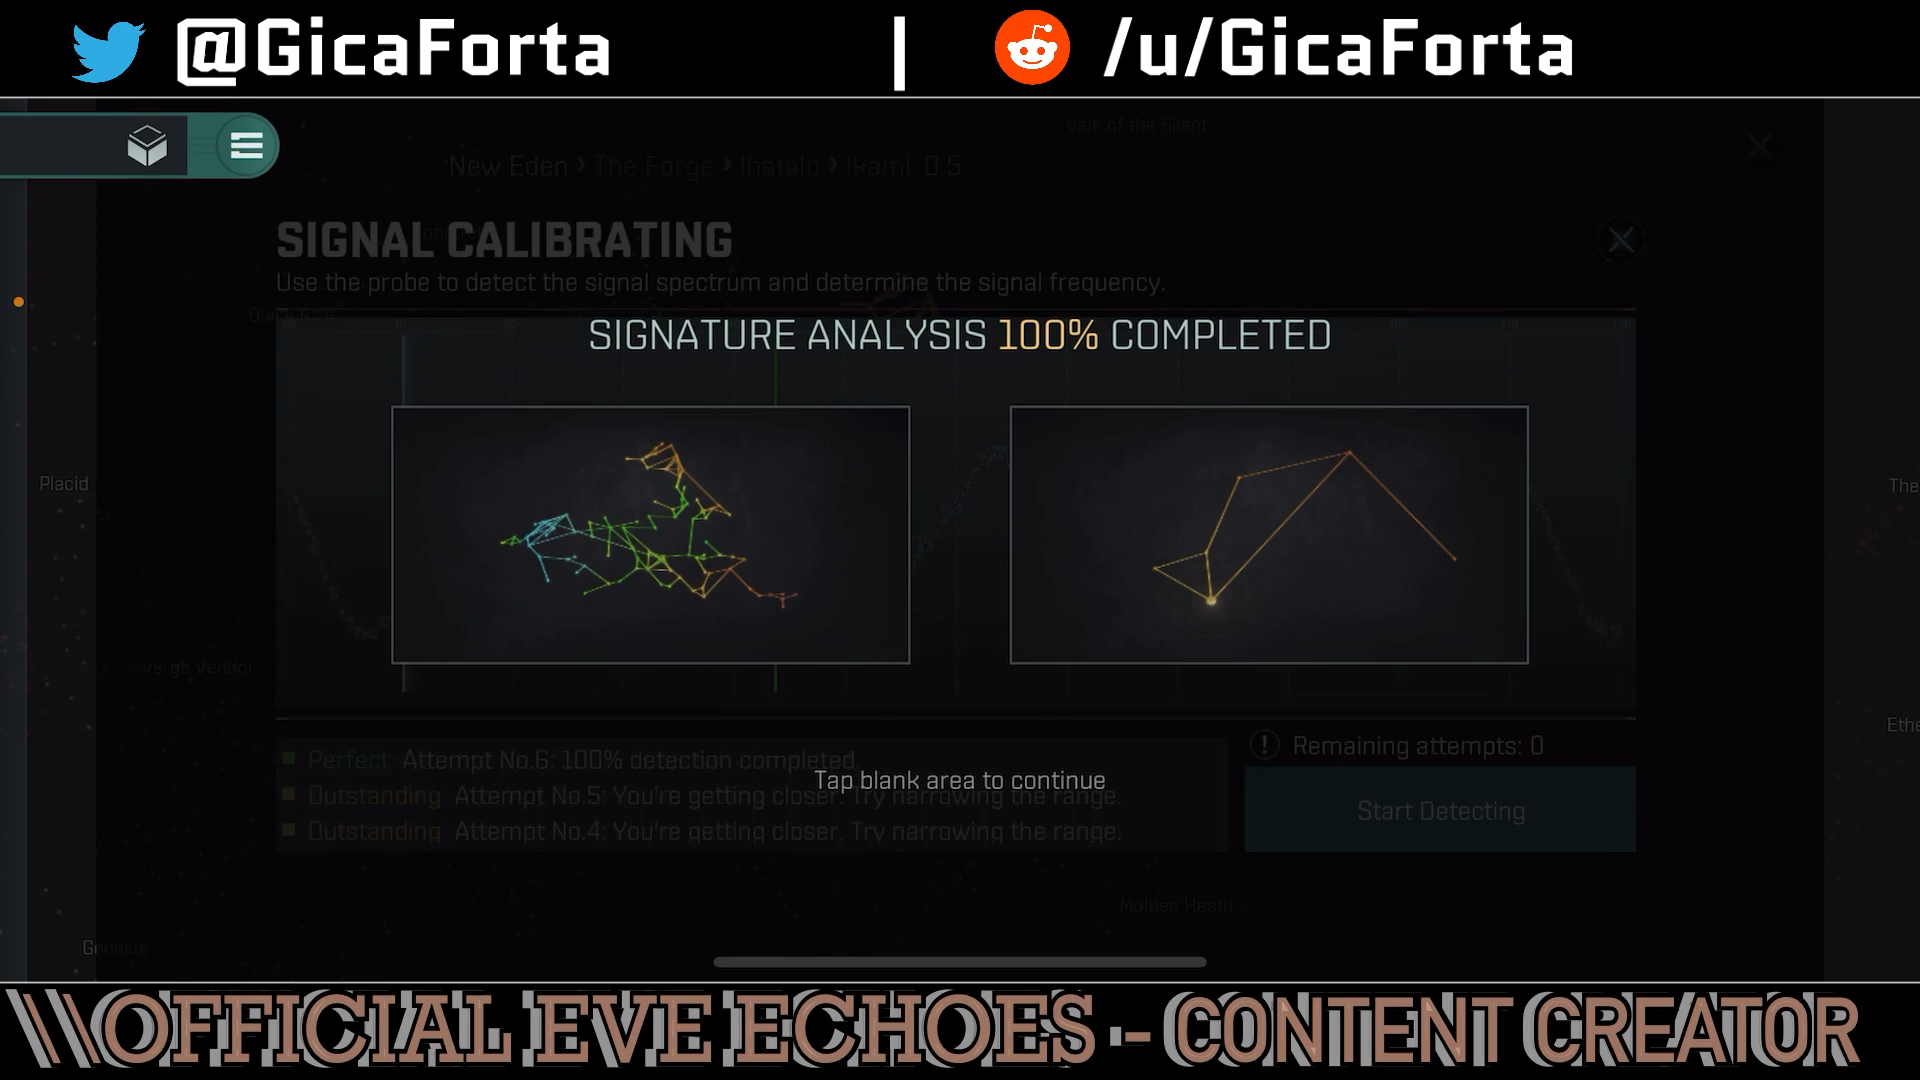 @GicaForta | /u/GicaForta
Vale of the Silent
New Eden › The Forge › Ihatalo › Ikami 0.5
SIGNAL CALIBRATING
Use the probe to detect the signal spectrum and determine the signal frequency.
SIGNATURE ANALYSIS 100% COMPLETED
Placid
The
Verge Vendor
Ethe
Remaining attempts: 0
Perfect Attempt No.6: 100% detection completed.
Tap blank area to continue
Outstanding Attempt No.5: You're getting closer. Try narrowing the range.
Start Detecting
Outstanding Attempt No.4: You're getting closer. Try narrowing the range.
Molden Heath
Genesis
\\OFFICIAL EVE ECHOES - CONTENT CREATOR